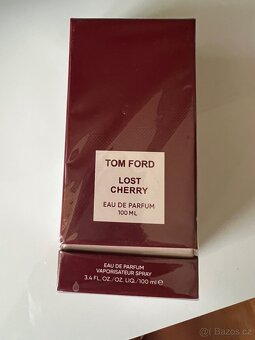 TOM FORD
LOST
CHERRY
EAU DE PARFUM
100 ML
EAU DE PARFUM
VAPORISATEUR SPRAY
3.4 FL.OZ./OZ. LIQ./100 ml ℮
Bazos.cz